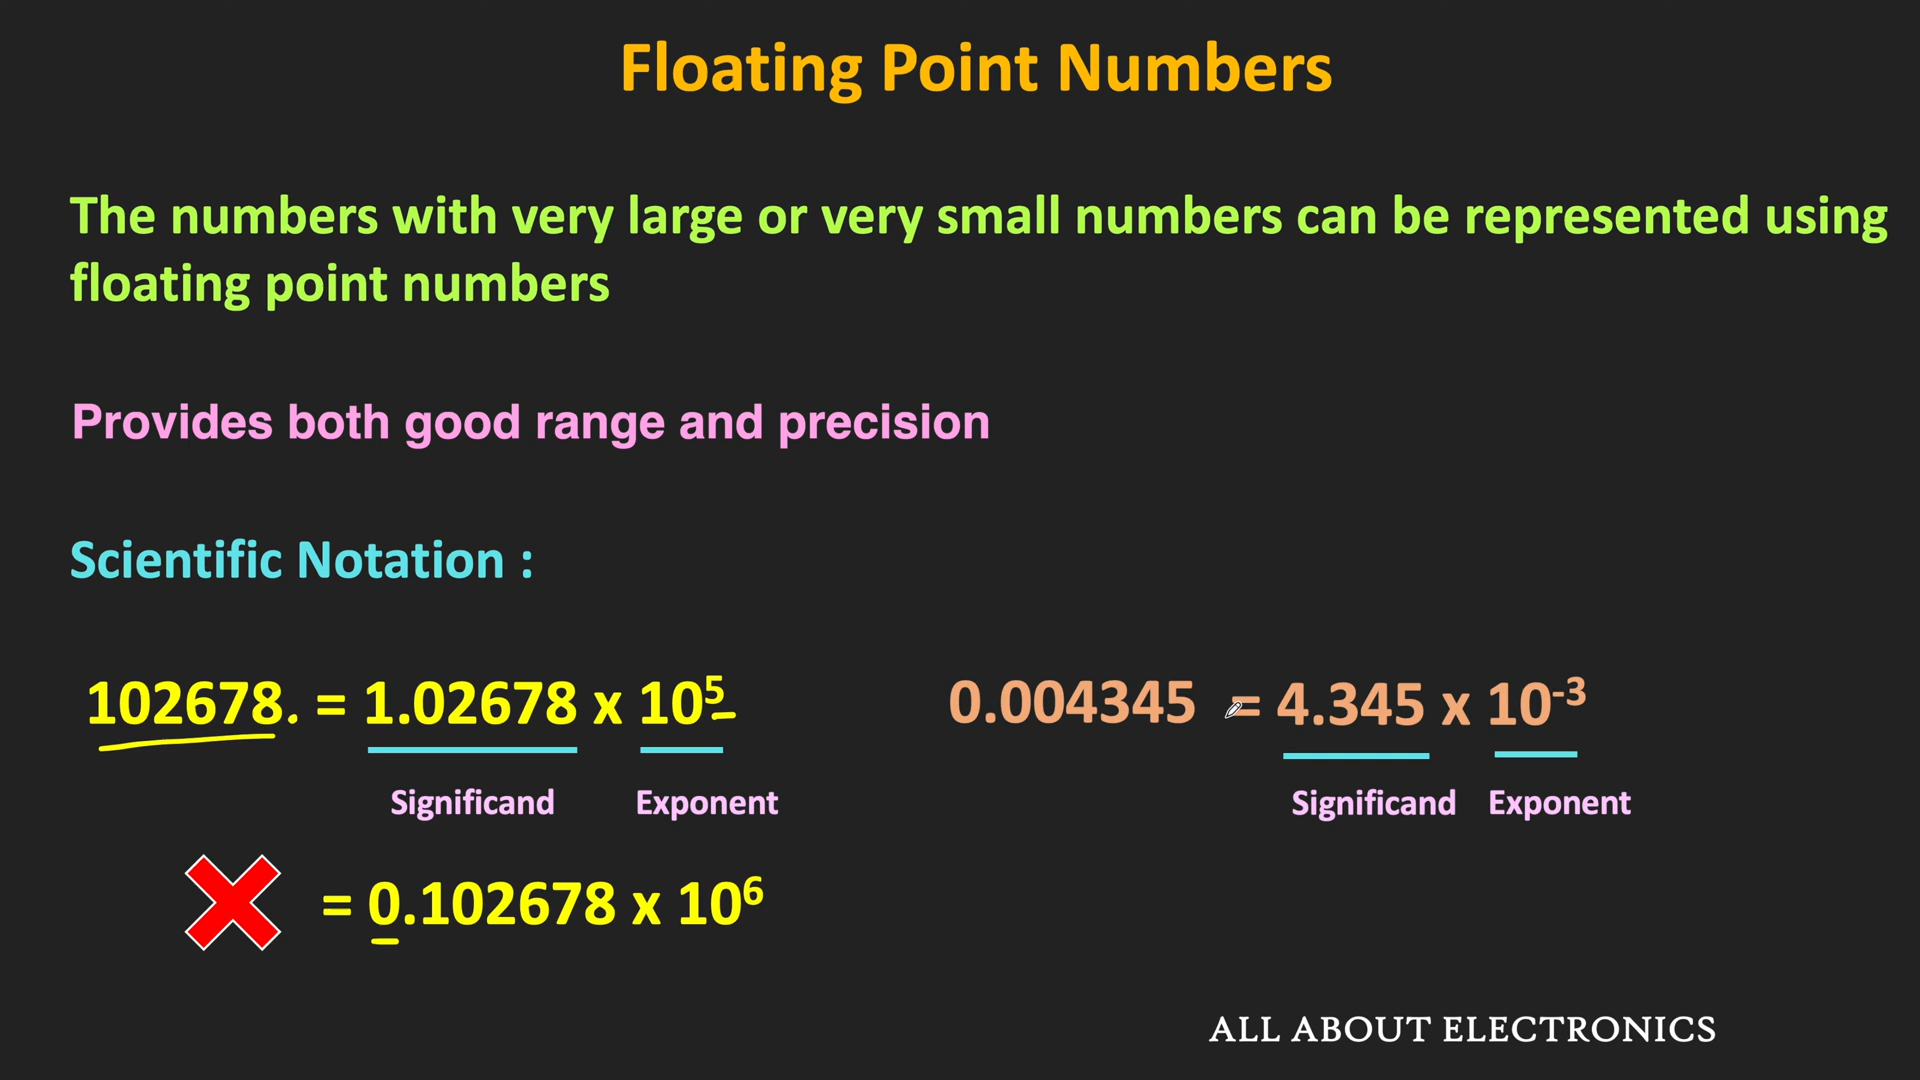 Floating Point Numbers
The numbers with very large or very small numbers can be represented using
floating point numbers
Provides both good range and precision
Scientific Notation :
102678. = 1.02678 x 10⁵
Significand Exponent
= 0.102678 x 10⁶
0.004345 = 4.345 x 10⁻³
Significand Exponent
ALL ABOUT ELECTRONICS